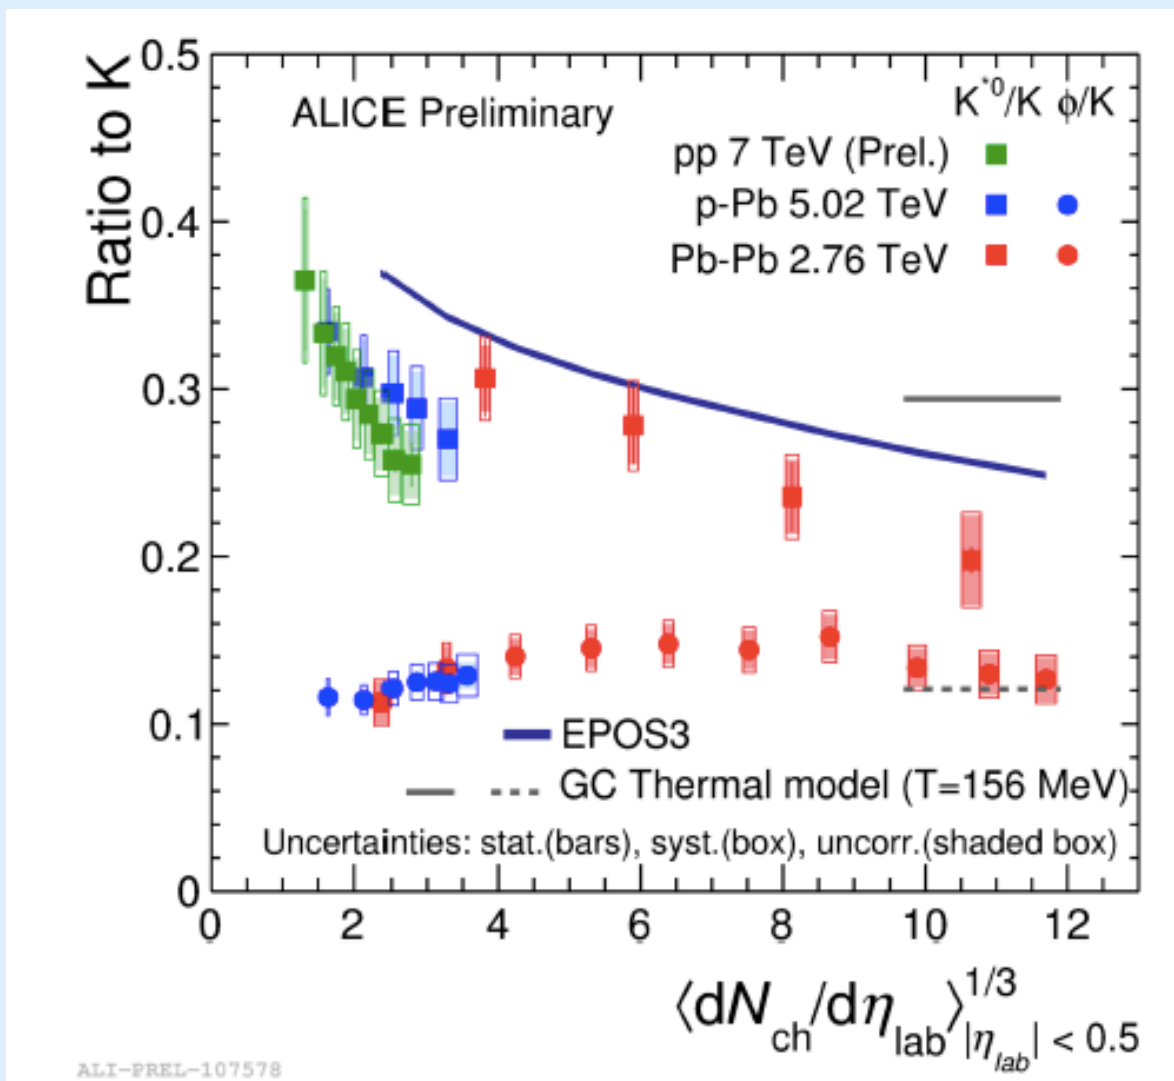 Ratio to K
0.5
0.4
0.3
0.2
0.1
0
ALICE Preliminary
K*0/K ϕ/K
pp 7 TeV (Prel.)
p-Pb 5.02 TeV
Pb-Pb 2.76 TeV
EPOS3
GC Thermal model (T=156 MeV)
Uncertainties: stat.(bars), syst.(box), uncorr.(shaded box)
0 2 4 6 8 10 12
⟨dNch/dηlab⟩^1/3 |ηlab| < 0.5
ALI-PREL-107578